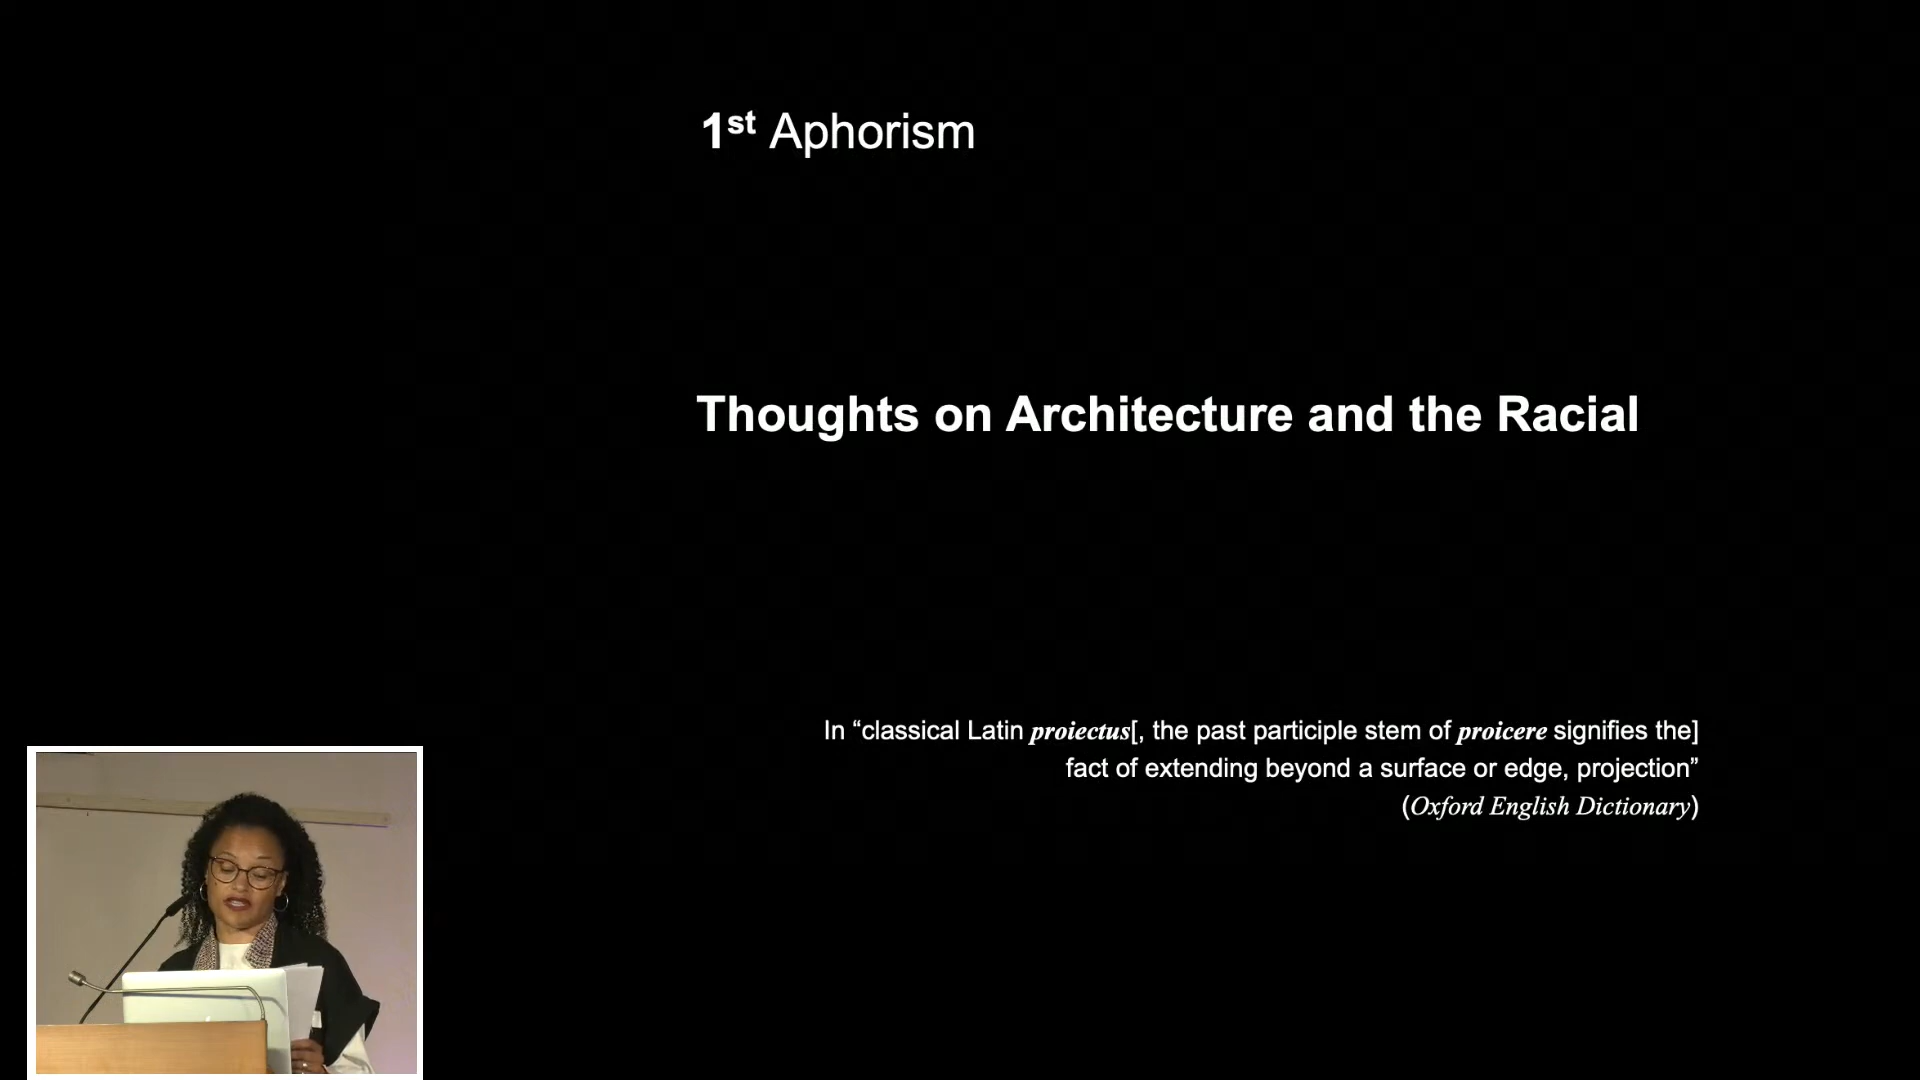 1st Aphorism
Thoughts on Architecture and the Racial
In “classical Latin proiectus[, the past participle stem of proicere signifies the]
fact of extending beyond a surface or edge, projection”
(Oxford English Dictionary)